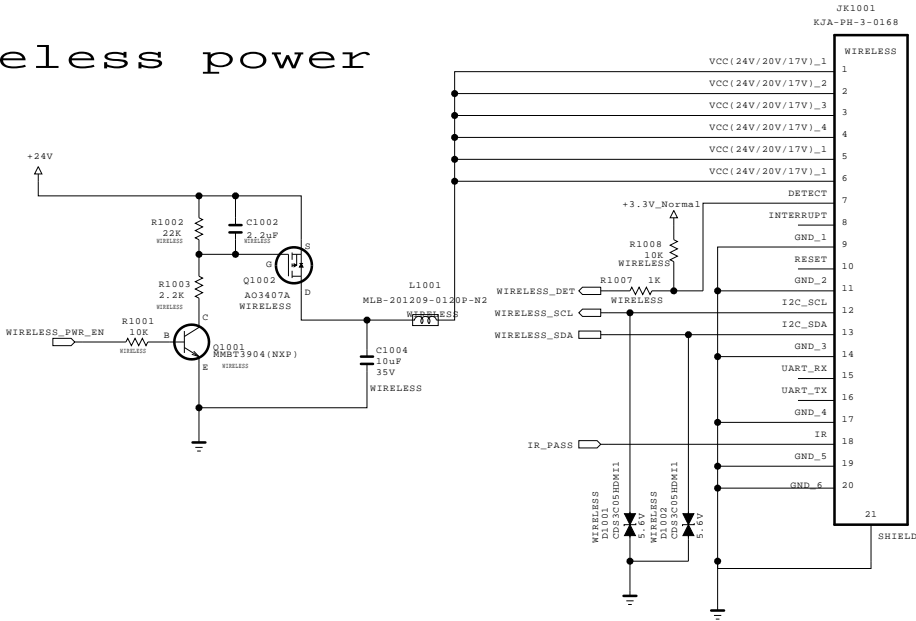 JK1001
KJA-PH-3-0168
eless power
WIRELESS
VCC(24V/20V/17V)_1
1
VCC(24V/20V/17V)_2
2
VCC(24V/20V/17V)_3
3
VCC(24V/20V/17V)_4
4
VCC(24V/20V/17V)_1
5
VCC(24V/20V/17V)_1
6
DETECT
7
INTERRUPT
8
GND_1
9
RESET
10
GND_2
11
I2C_SCL
12
I2C_SDA
13
GND_3
14
UART_RX
15
UART_TX
16
GND_4
17
IR
18
GND_5
19
GND_6
20
21
SHIELD
+24V
R1002
22K
WIRELESS
C1002
2.2uF
WIRELESS
S
G
D
Q1002
AO3407A
WIRELESS
R1003
2.2K
WIRELESS
WIRELESS_PWR_EN
R1001
10K
WIRELESS
B
C
E
Q1001
MMBT3904(NXP)
WIRELESS
L1001
MLB-201209-0120P-N2
WIRELESS
C1004
10uF
35V
WIRELESS
+3.3V_Normal
R1008
10K
WIRELESS
R1007 1K
WIRELESS
WIRELESS_DET
WIRELESS_SCL
WIRELESS_SDA
IR_PASS
WIRELESS
D1001
CDS3C05HDMI1
5.6V
WIRELESS
D1002
CDS3C05HDMI1
5.6V